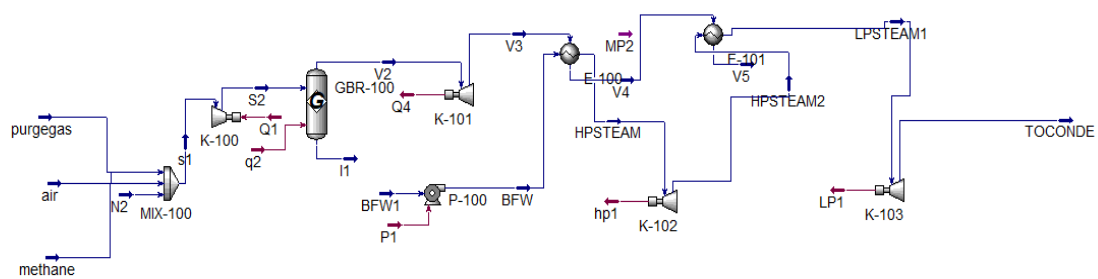 V3
MP2
LPSTEAM1
V2
E-100
V4
E-101
V5
S2
GBR-100
Q4
K-101
HPSTEAM2
purgegas
K-100
Q1
HPSTEAM
TOCONDE
s1
q2
l1
air
N2
MIX-100
BFW1
P-100
BFW
hp1
K-102
LP1
K-103
P1
methane
G